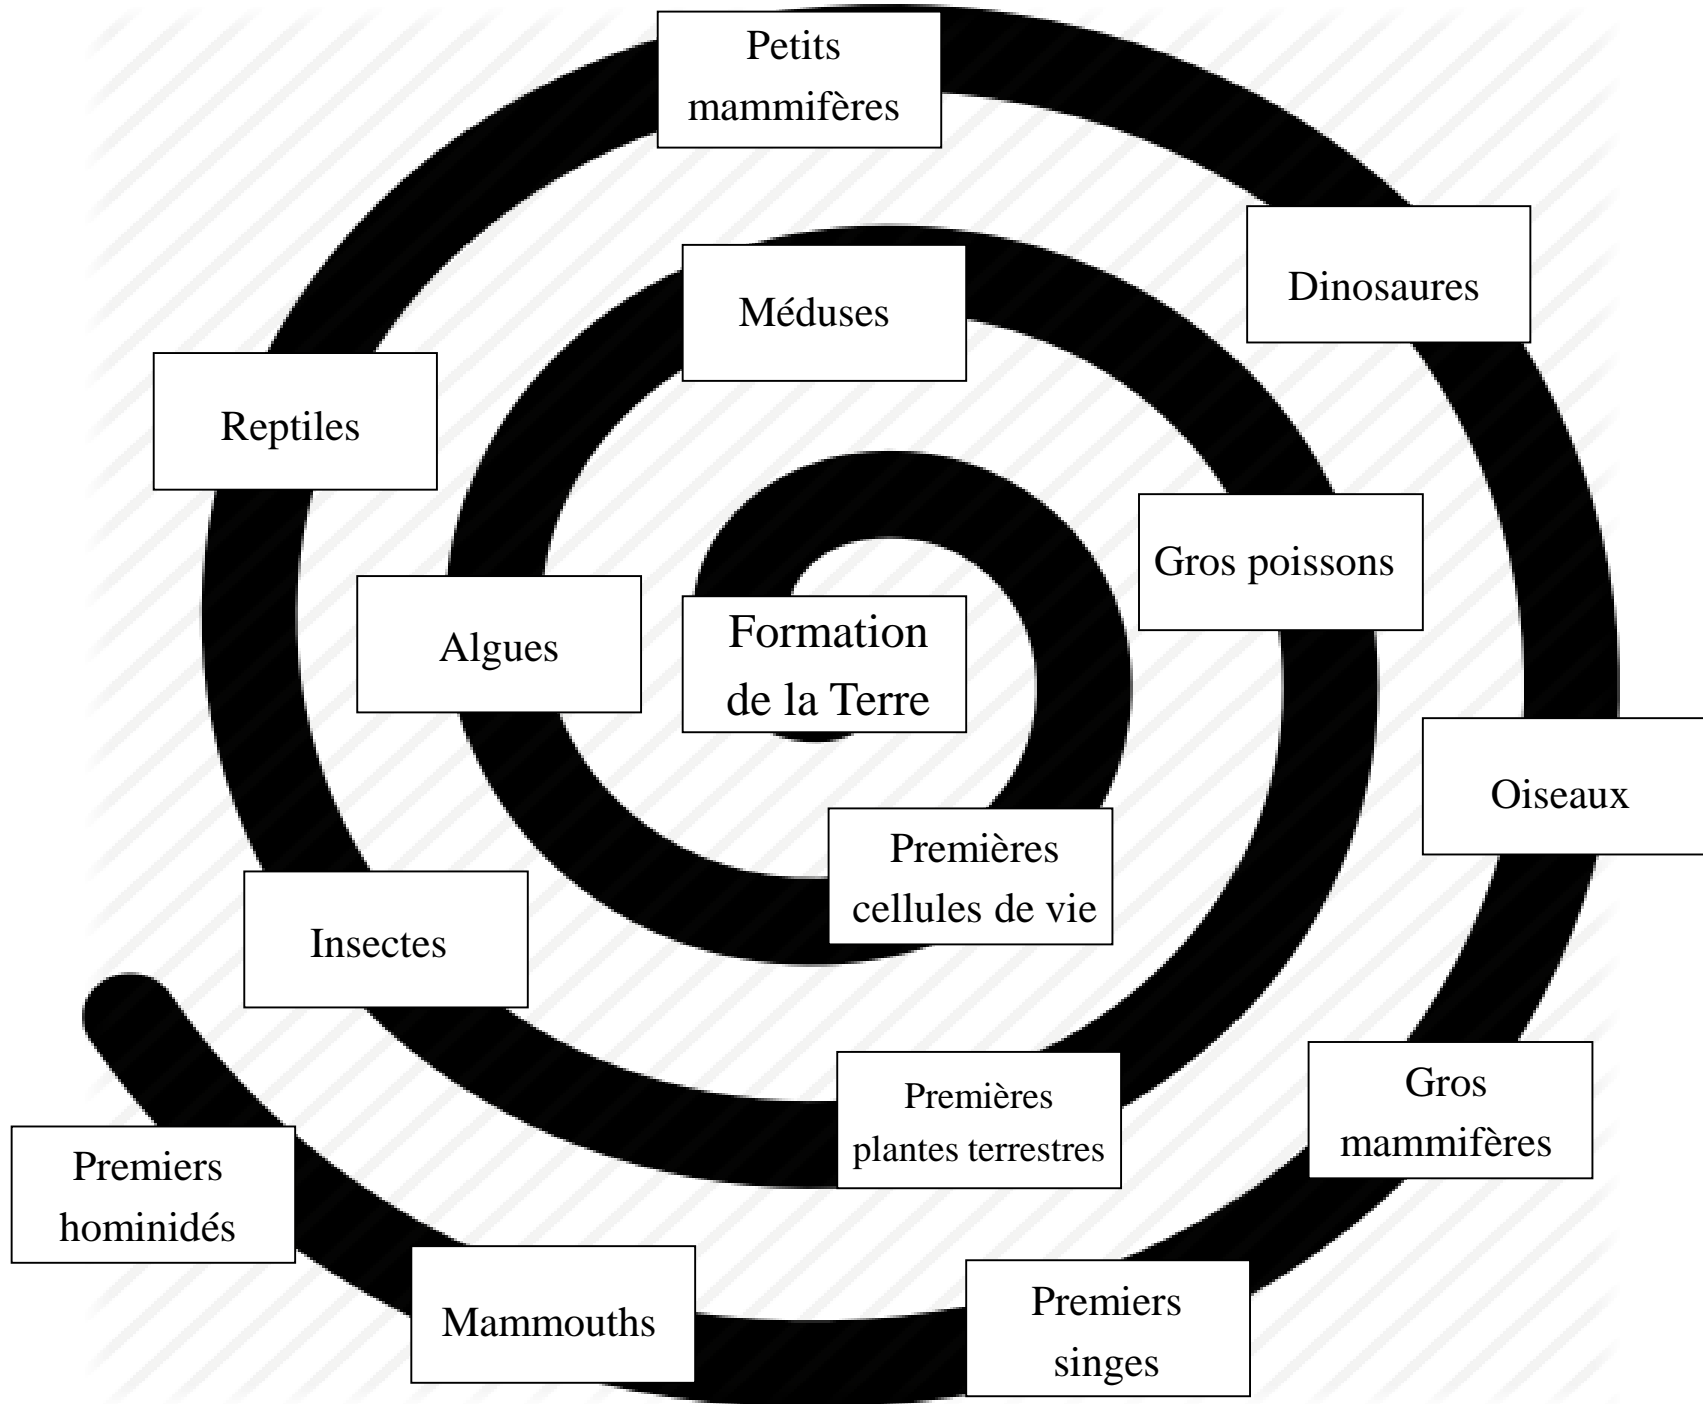 Petits
mammifères
Dinosaures
Méduses
Reptiles
Gros poissons
Formation
de la Terre
Algues
Oiseaux
Premières
cellules de vie
Insectes
Premières
plantes terrestres
Gros
mammifères
Premiers
hominidés
Mammouths
Premiers
singes